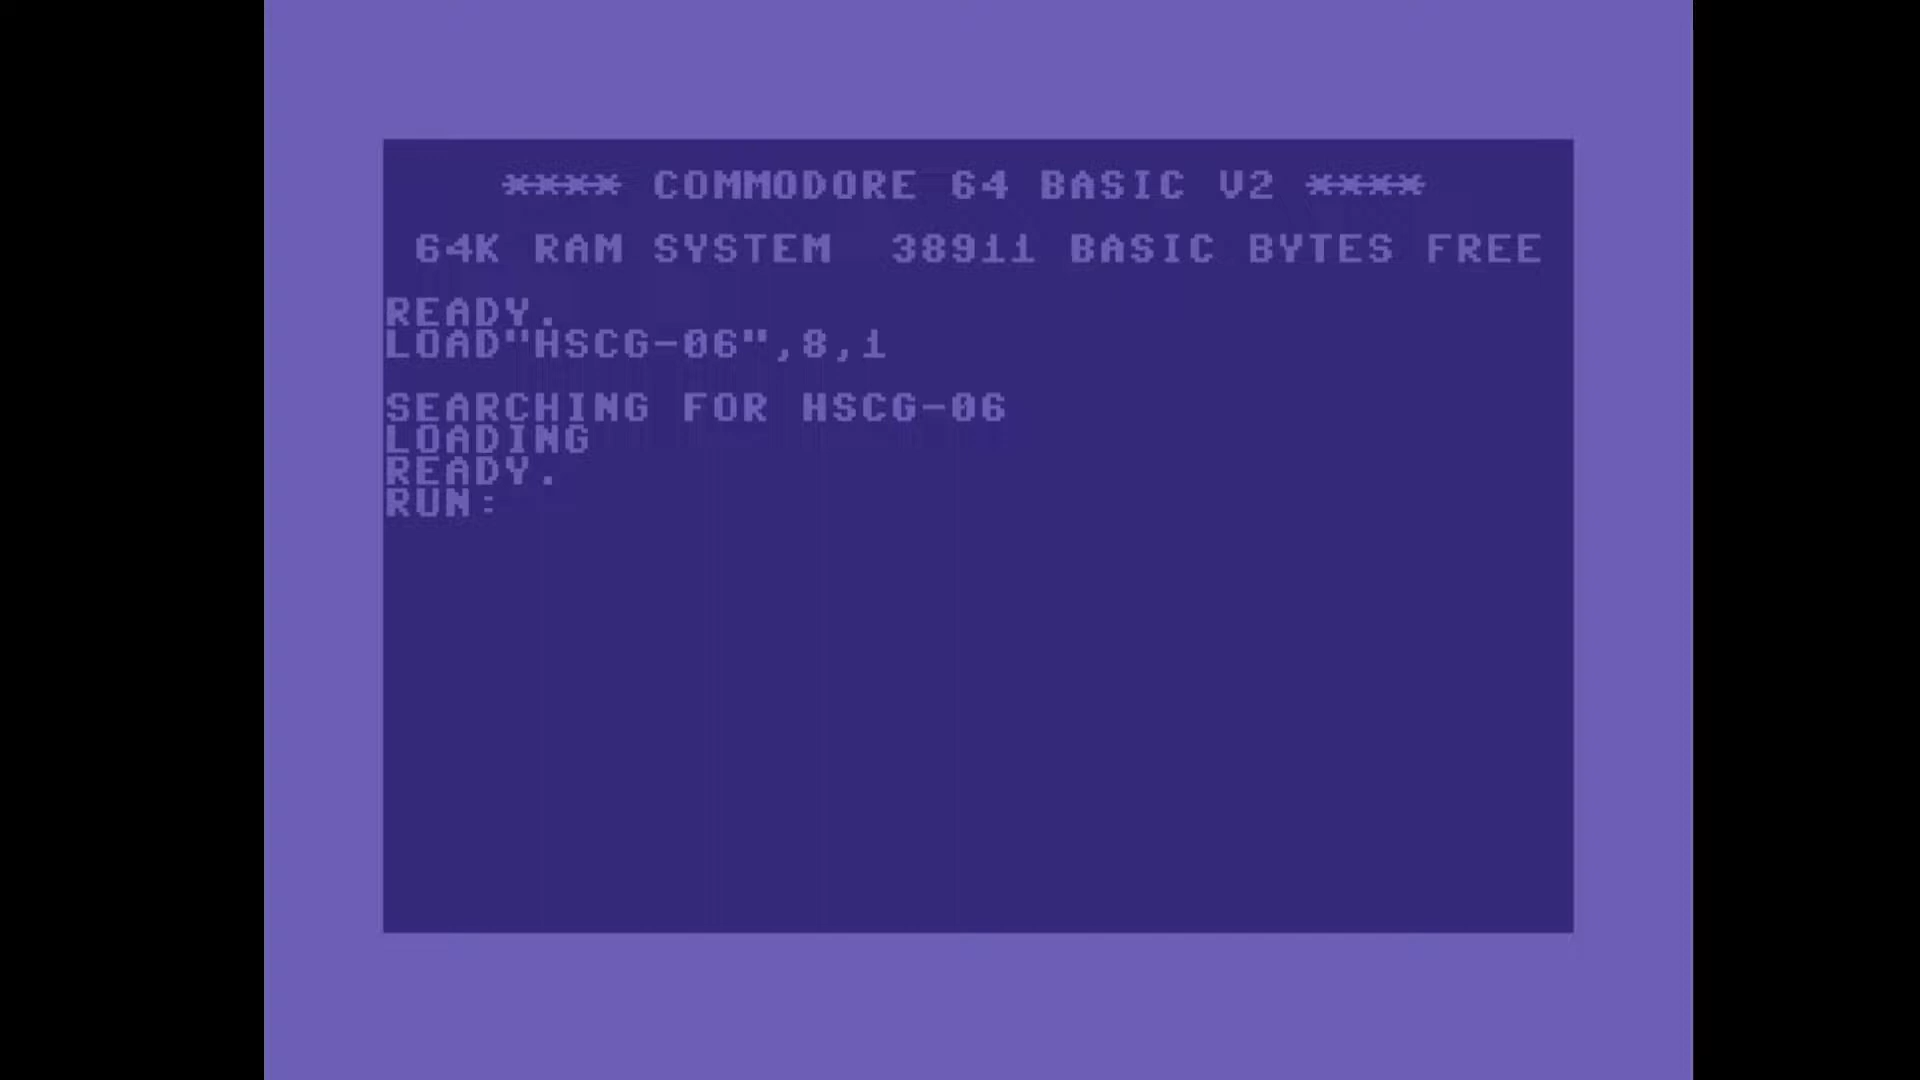 **** COMMODORE 64 BASIC V2 ****
64K RAM SYSTEM  38911 BASIC BYTES FREE
READY.
LOAD"HSCG-06",8,1
SEARCHING FOR HSCG-06
LOADING
READY.
RUN: